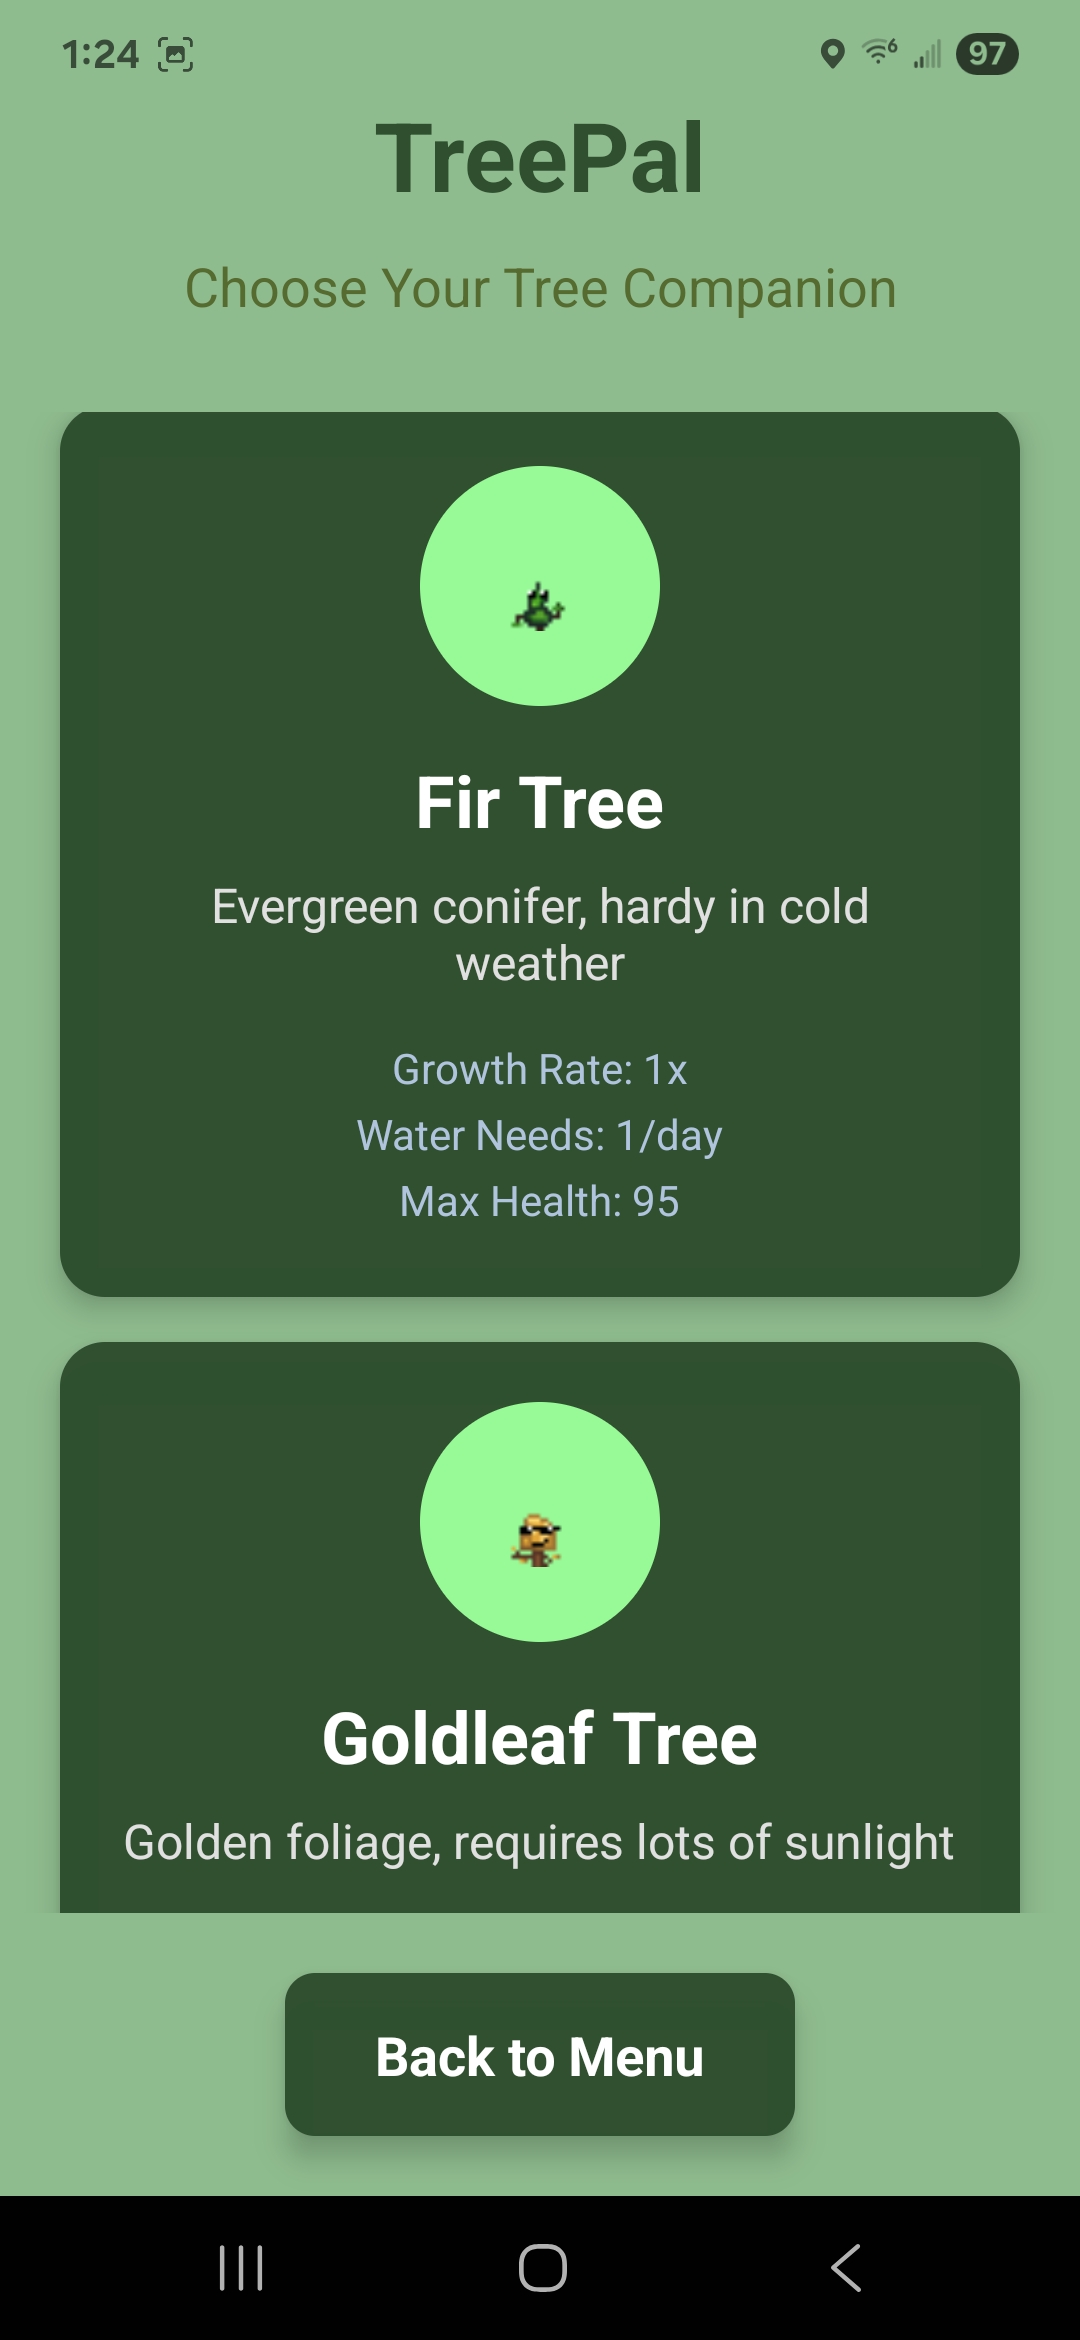 1:24
6
97
TreePal
Choose Your Tree Companion
Fir Tree
Evergreen conifer, hardy in cold
weather
Growth Rate: 1x
Water Needs: 1/day
Max Health: 95
Goldleaf Tree
Golden foliage, requires lots of sunlight
Back to Menu